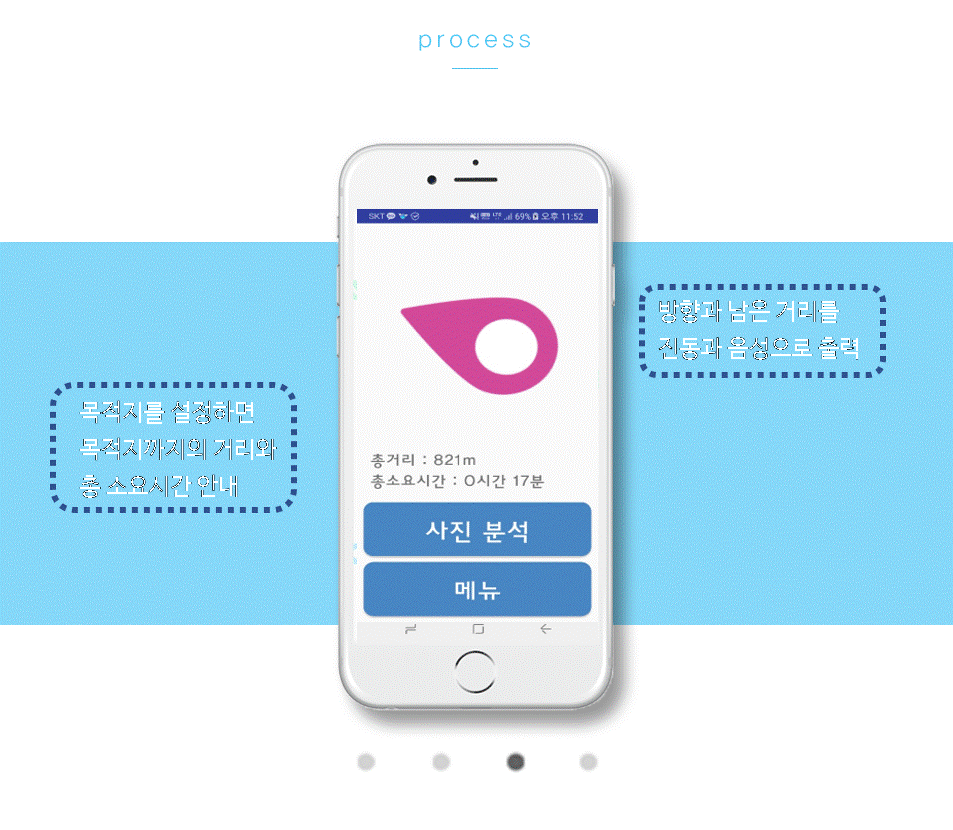 process
SKT 69% 오후 11:52
방향과 남은 거리를
진동과 음성으로 출력
목적지를 설정하면
목적지까지의 거리와
총 소요시간 안내
총거리 : 821m
총소요시간 : 0시간 17분
사진 분석
메뉴